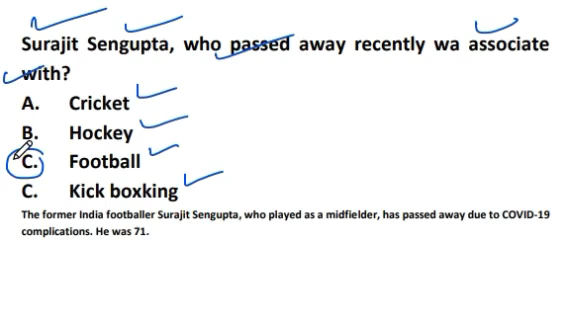 Surajit Sengupta, who passed away recently wa associate
with?
A. Cricket
B. Hockey
C. Football
C. Kick boxking
The former India footballer Surajit Sengupta, who played as a midfielder, has passed away due to COVID-19
complications. He was 71.